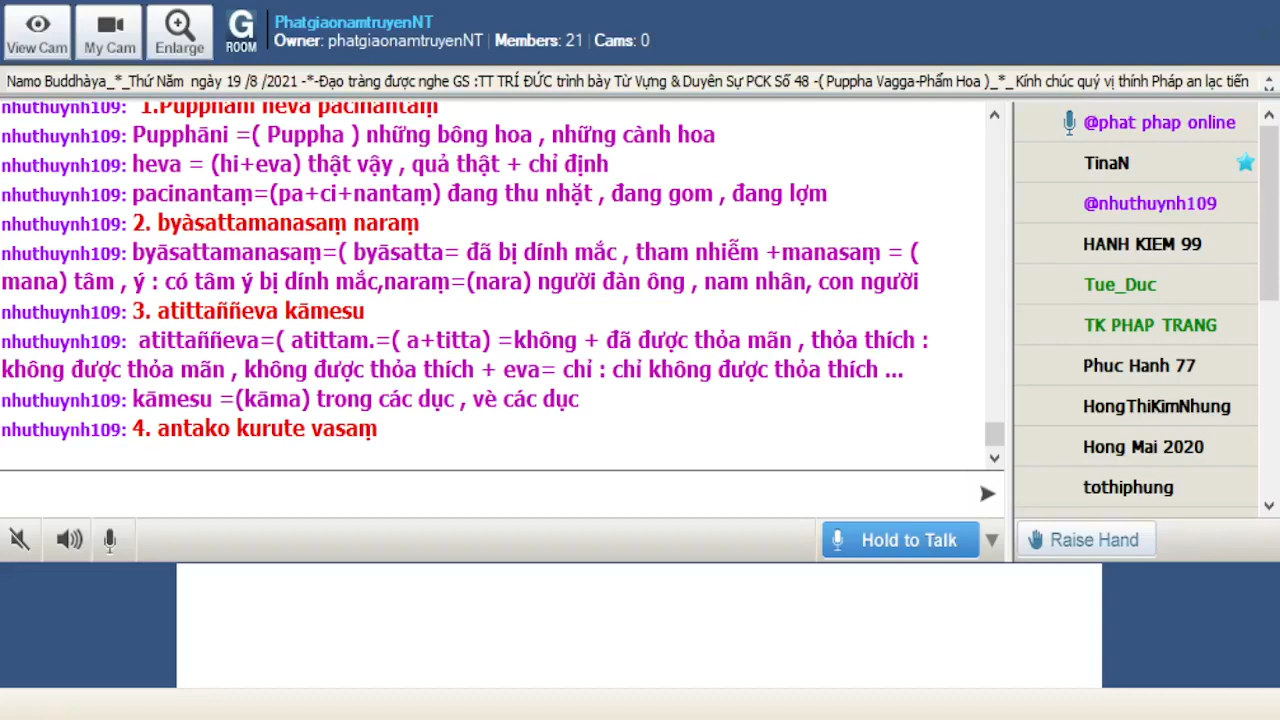 View Cam
My Cam
Enlarge
G
ROOM
PhatgiaonamtruyenNT
Owner: phatgiaonamtruyenNT | Members: 21 | Cams: 0
Namo Buddhàya_*_Thứ Năm ngày 19 /8 /2021 -*-Đạo tràng được nghe GS :TT TRÍ ĐỨC trình bày Từ Vựng & Duyên Sự PCK Số 48 -( Puppha Vagga-Phẩm Hoa )_*_Kính chúc quý vị thính Pháp an lạc tiến
nhuthuynh109: 1.Pupphāni heva pacinantaṃ
nhuthuynh109: Pupphāni =( Puppha ) những bông hoa , những cành hoa
nhuthuynh109: heva = (hi+eva) thật vậy , quả thật + chỉ định
nhuthuynh109: pacinantaṃ=(pa+ci+nantaṃ) đang thu nhặt , đang gom , đang lợm
nhuthuynh109: 2. byàsattamanasaṃ naraṃ
nhuthuynh109: byāsattamanasaṃ=( byāsatta= đã bị dính mắc , tham nhiễm +manasaṃ = (
mana) tâm , ý : có tâm ý bị dính mắc,naraṃ=(nara) người đàn ông , nam nhân, con người
nhuthuynh109: 3. atittaññeva kāmesu
nhuthuynh109: atittaññeva=( atittam.=( a+titta) =không + đã được thỏa mãn , thỏa thích :
không được thỏa mãn , không được thỏa thích + eva= chỉ : chỉ không được thỏa thích ...
nhuthuynh109: kāmesu =(kāma) trong các dục , vè các dục
nhuthuynh109: 4. antako kurute vasaṃ
@phat phap online
TinaN
@nhuthuynh109
HANH KIEM 99
Tue_Duc
TK PHAP TRANG
Phuc Hanh 77
HongThiKimNhung
Hong Mai 2020
tothiphung
Hold to Talk
Raise Hand